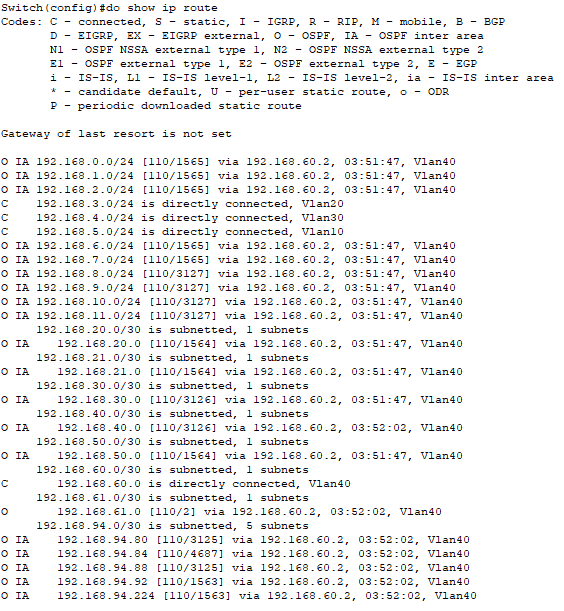 Switch(config)#do show ip route
Codes: C - connected, S - static, I - IGRP, R - RIP, M - mobile, B - BGP
       D - EIGRP, EX - EIGRP external, O - OSPF, IA - OSPF inter area
       N1 - OSPF NSSA external type 1, N2 - OSPF NSSA external type 2
       E1 - OSPF external type 1, E2 - OSPF external type 2, E - EGP
       i - IS-IS, L1 - IS-IS level-1, L2 - IS-IS level-2, ia - IS-IS inter area
       * - candidate default, U - per-user static route, o - ODR
       P - periodic downloaded static route

Gateway of last resort is not set

O IA 192.168.0.0/24 [110/1565] via 192.168.60.2, 03:51:47, Vlan40
O IA 192.168.1.0/24 [110/1565] via 192.168.60.2, 03:51:47, Vlan40
O IA 192.168.2.0/24 [110/1565] via 192.168.60.2, 03:51:47, Vlan40
C    192.168.3.0/24 is directly connected, Vlan20
C    192.168.4.0/24 is directly connected, Vlan30
C    192.168.5.0/24 is directly connected, Vlan10
O IA 192.168.6.0/24 [110/1565] via 192.168.60.2, 03:51:47, Vlan40
O IA 192.168.7.0/24 [110/1565] via 192.168.60.2, 03:51:47, Vlan40
O IA 192.168.8.0/24 [110/3127] via 192.168.60.2, 03:51:47, Vlan40
O IA 192.168.9.0/24 [110/3127] via 192.168.60.2, 03:51:47, Vlan40
O IA 192.168.10.0/24 [110/3127] via 192.168.60.2, 03:51:47, Vlan40
O IA 192.168.11.0/24 [110/3127] via 192.168.60.2, 03:51:47, Vlan40
     192.168.20.0/30 is subnetted, 1 subnets
O IA    192.168.20.0 [110/1564] via 192.168.60.2, 03:51:47, Vlan40
     192.168.21.0/30 is subnetted, 1 subnets
O IA    192.168.21.0 [110/1564] via 192.168.60.2, 03:51:47, Vlan40
     192.168.30.0/30 is subnetted, 1 subnets
O IA    192.168.30.0 [110/3126] via 192.168.60.2, 03:51:47, Vlan40
     192.168.40.0/30 is subnetted, 1 subnets
O IA    192.168.40.0 [110/3126] via 192.168.60.2, 03:52:02, Vlan40
     192.168.50.0/30 is subnetted, 1 subnets
O IA    192.168.50.0 [110/1564] via 192.168.60.2, 03:51:47, Vlan40
     192.168.60.0/30 is subnetted, 1 subnets
C       192.168.60.0 is directly connected, Vlan40
     192.168.61.0/30 is subnetted, 1 subnets
O       192.168.61.0 [110/2] via 192.168.60.2, 03:52:02, Vlan40
     192.168.94.0/30 is subnetted, 5 subnets
O IA    192.168.94.80 [110/3125] via 192.168.60.2, 03:52:02, Vlan40
O IA    192.168.94.84 [110/4687] via 192.168.60.2, 03:52:02, Vlan40
O IA    192.168.94.88 [110/3125] via 192.168.60.2, 03:52:02, Vlan40
O IA    192.168.94.92 [110/1563] via 192.168.60.2, 03:52:02, Vlan40
O IA    192.168.94.224 [110/1563] via 192.168.60.2, 03:52:02, Vlan40